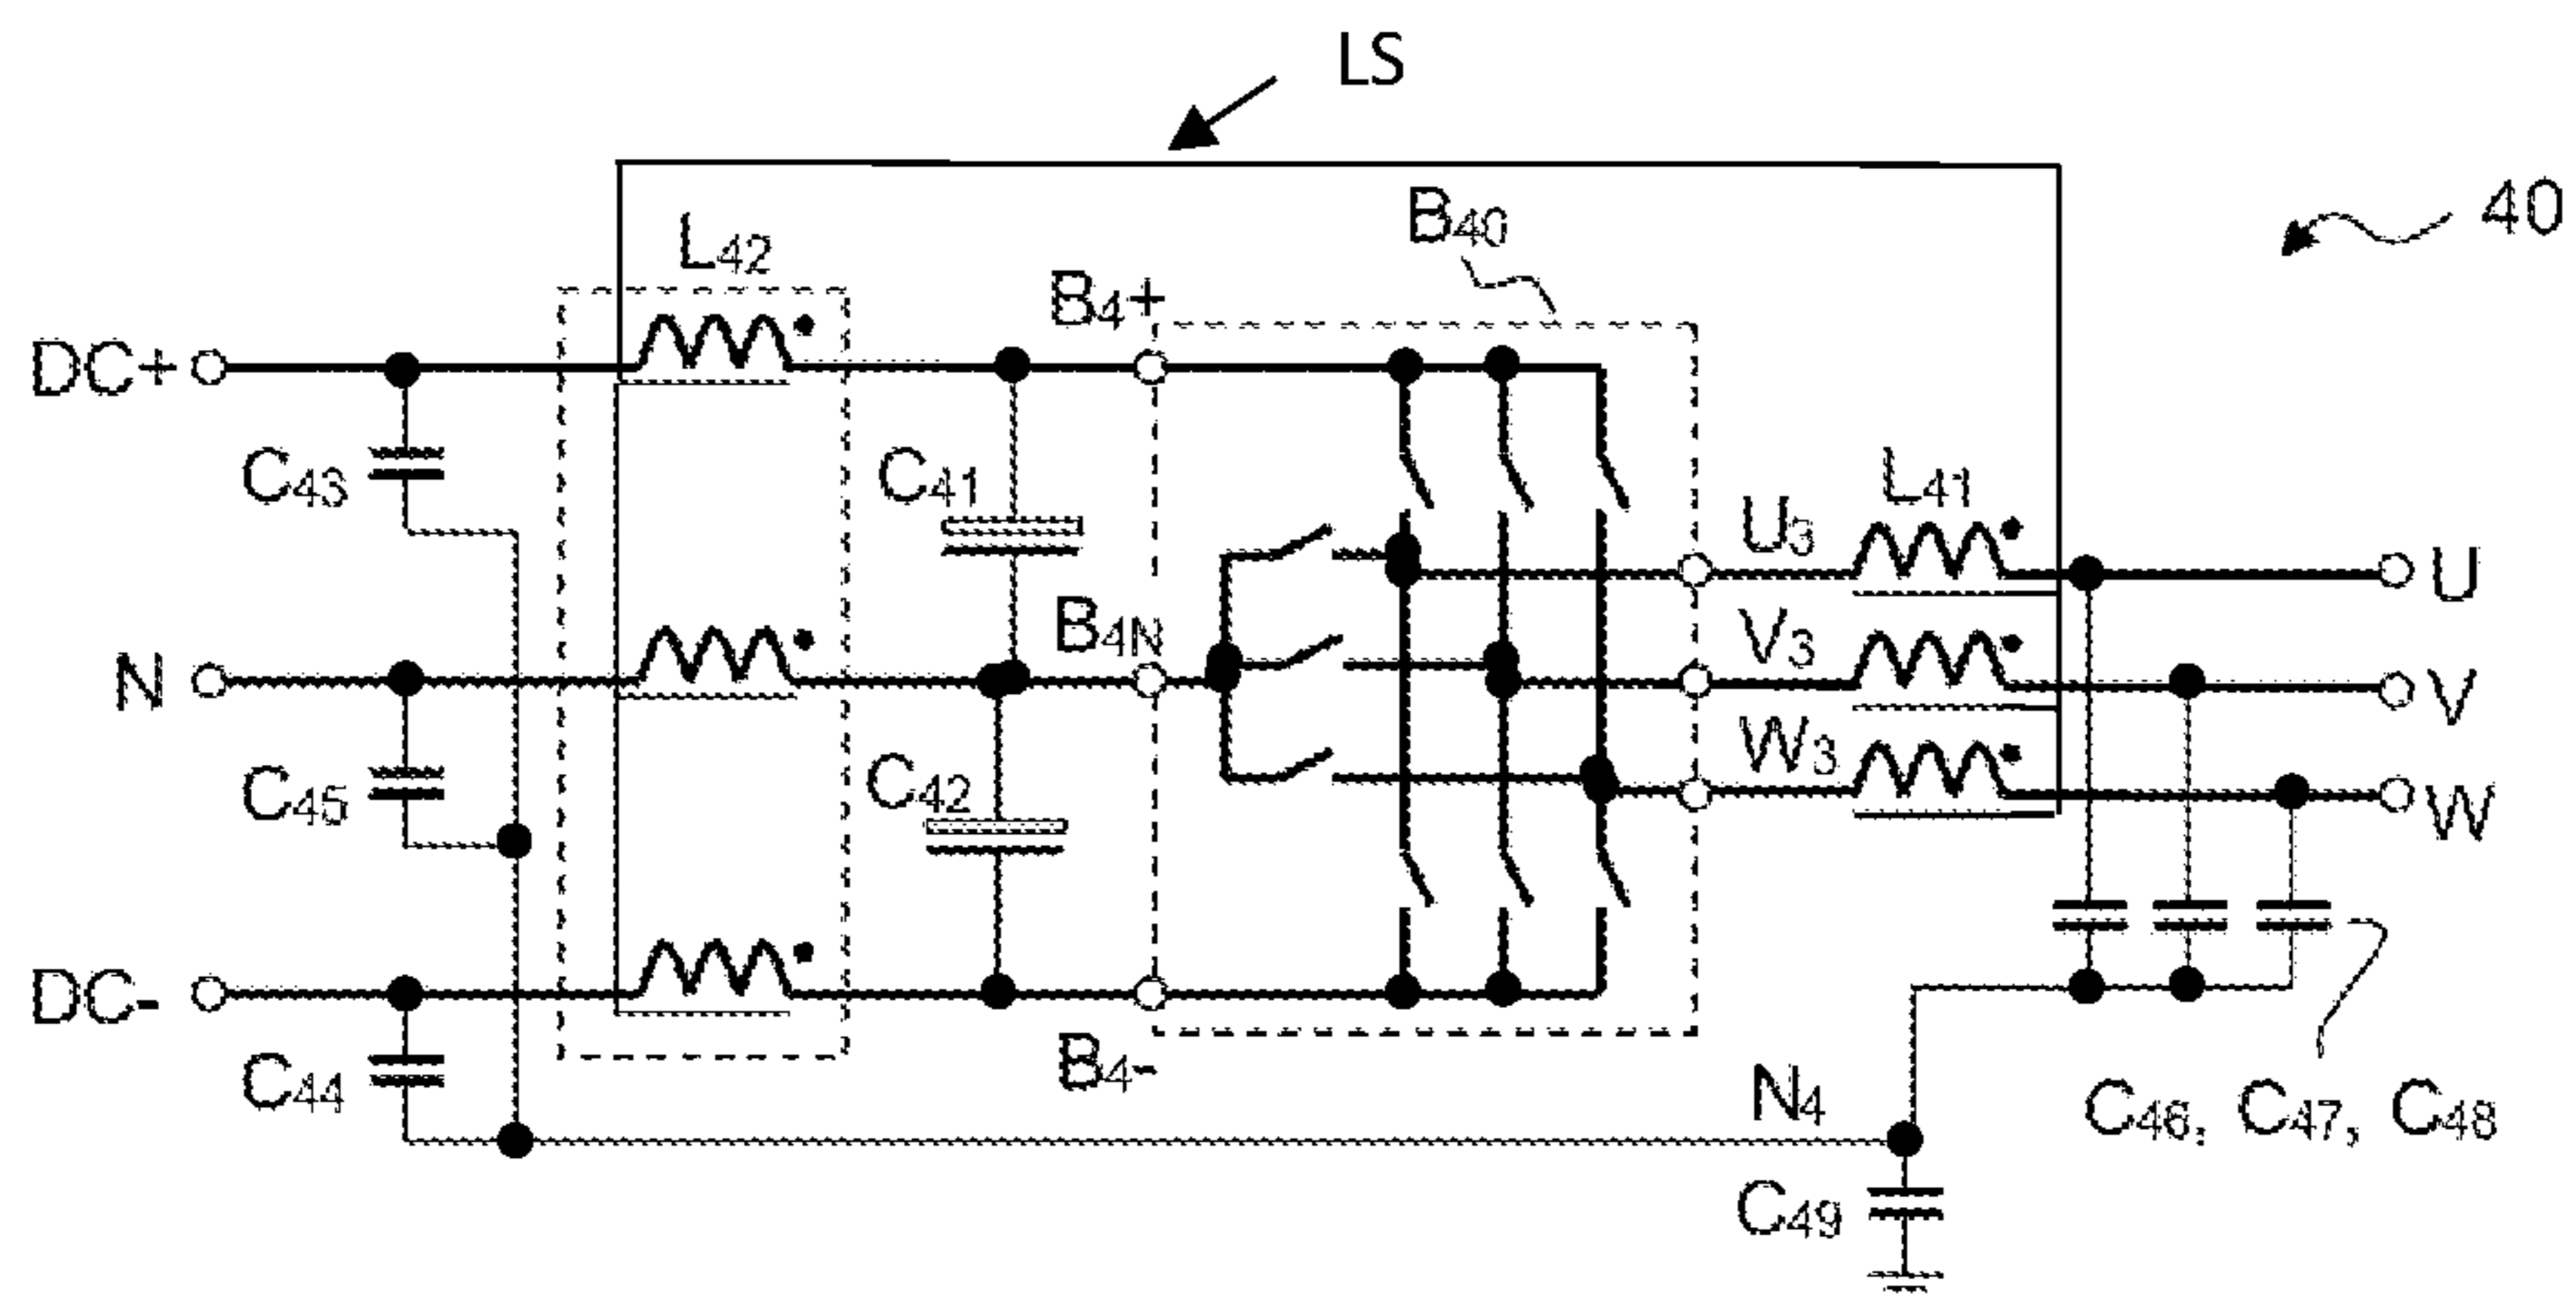 LS
40
B40
L42
B4+
DC+
C43
C41
L41
U3
U
N
B4N
V3
V
C45
C42
W3
W
DC-
C44
B4-
N4
C46, C47, C48
C49